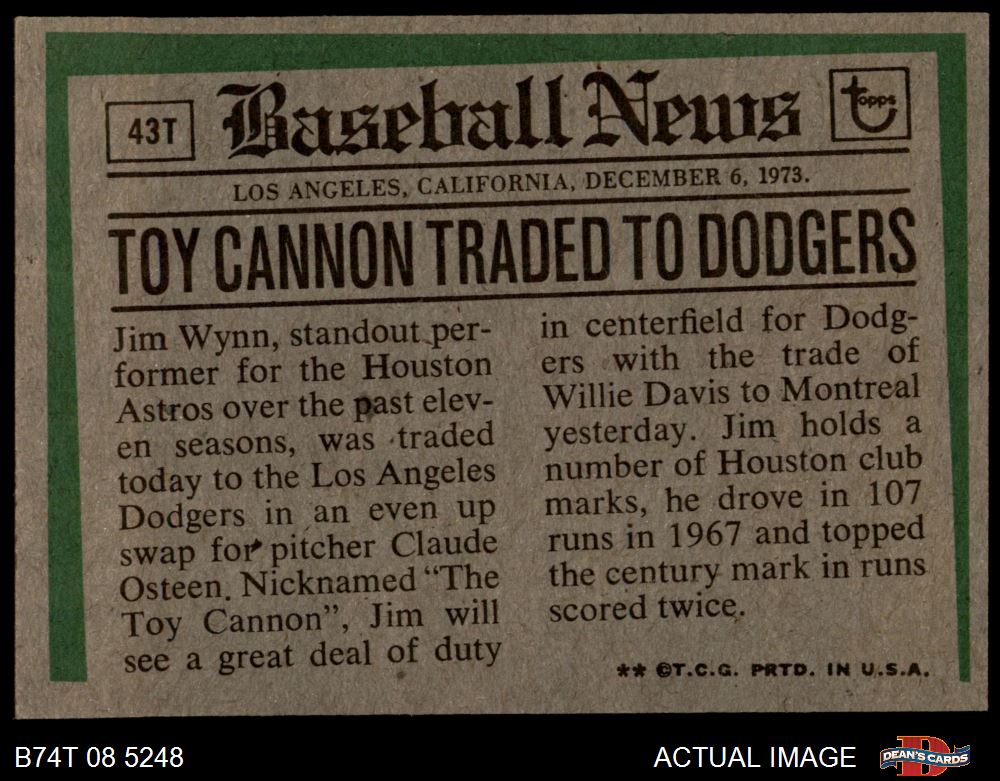 43T
Baseball News
topps
LOS ANGELES, CALIFORNIA, DECEMBER 6, 1973.
TOY CANNON TRADED TO DODGERS
Jim Wynn, standout per-
former for the Houston
Astros over the past elev-
en seasons, was traded
today to the Los Angeles
Dodgers in an even up
swap for pitcher Claude
Osteen. Nicknamed “The
Toy Cannon”, Jim will
see a great deal of duty
in centerfield for Dodg-
ers with the trade of
Willie Davis to Montreal
yesterday. Jim holds a
number of Houston club
marks, he drove in 107
runs in 1967 and topped
the century mark in runs
scored twice.
** ©T.C.G. PRTD. IN U.S.A.
B74T 08 5248
ACTUAL IMAGE
DEAN'S CARDS